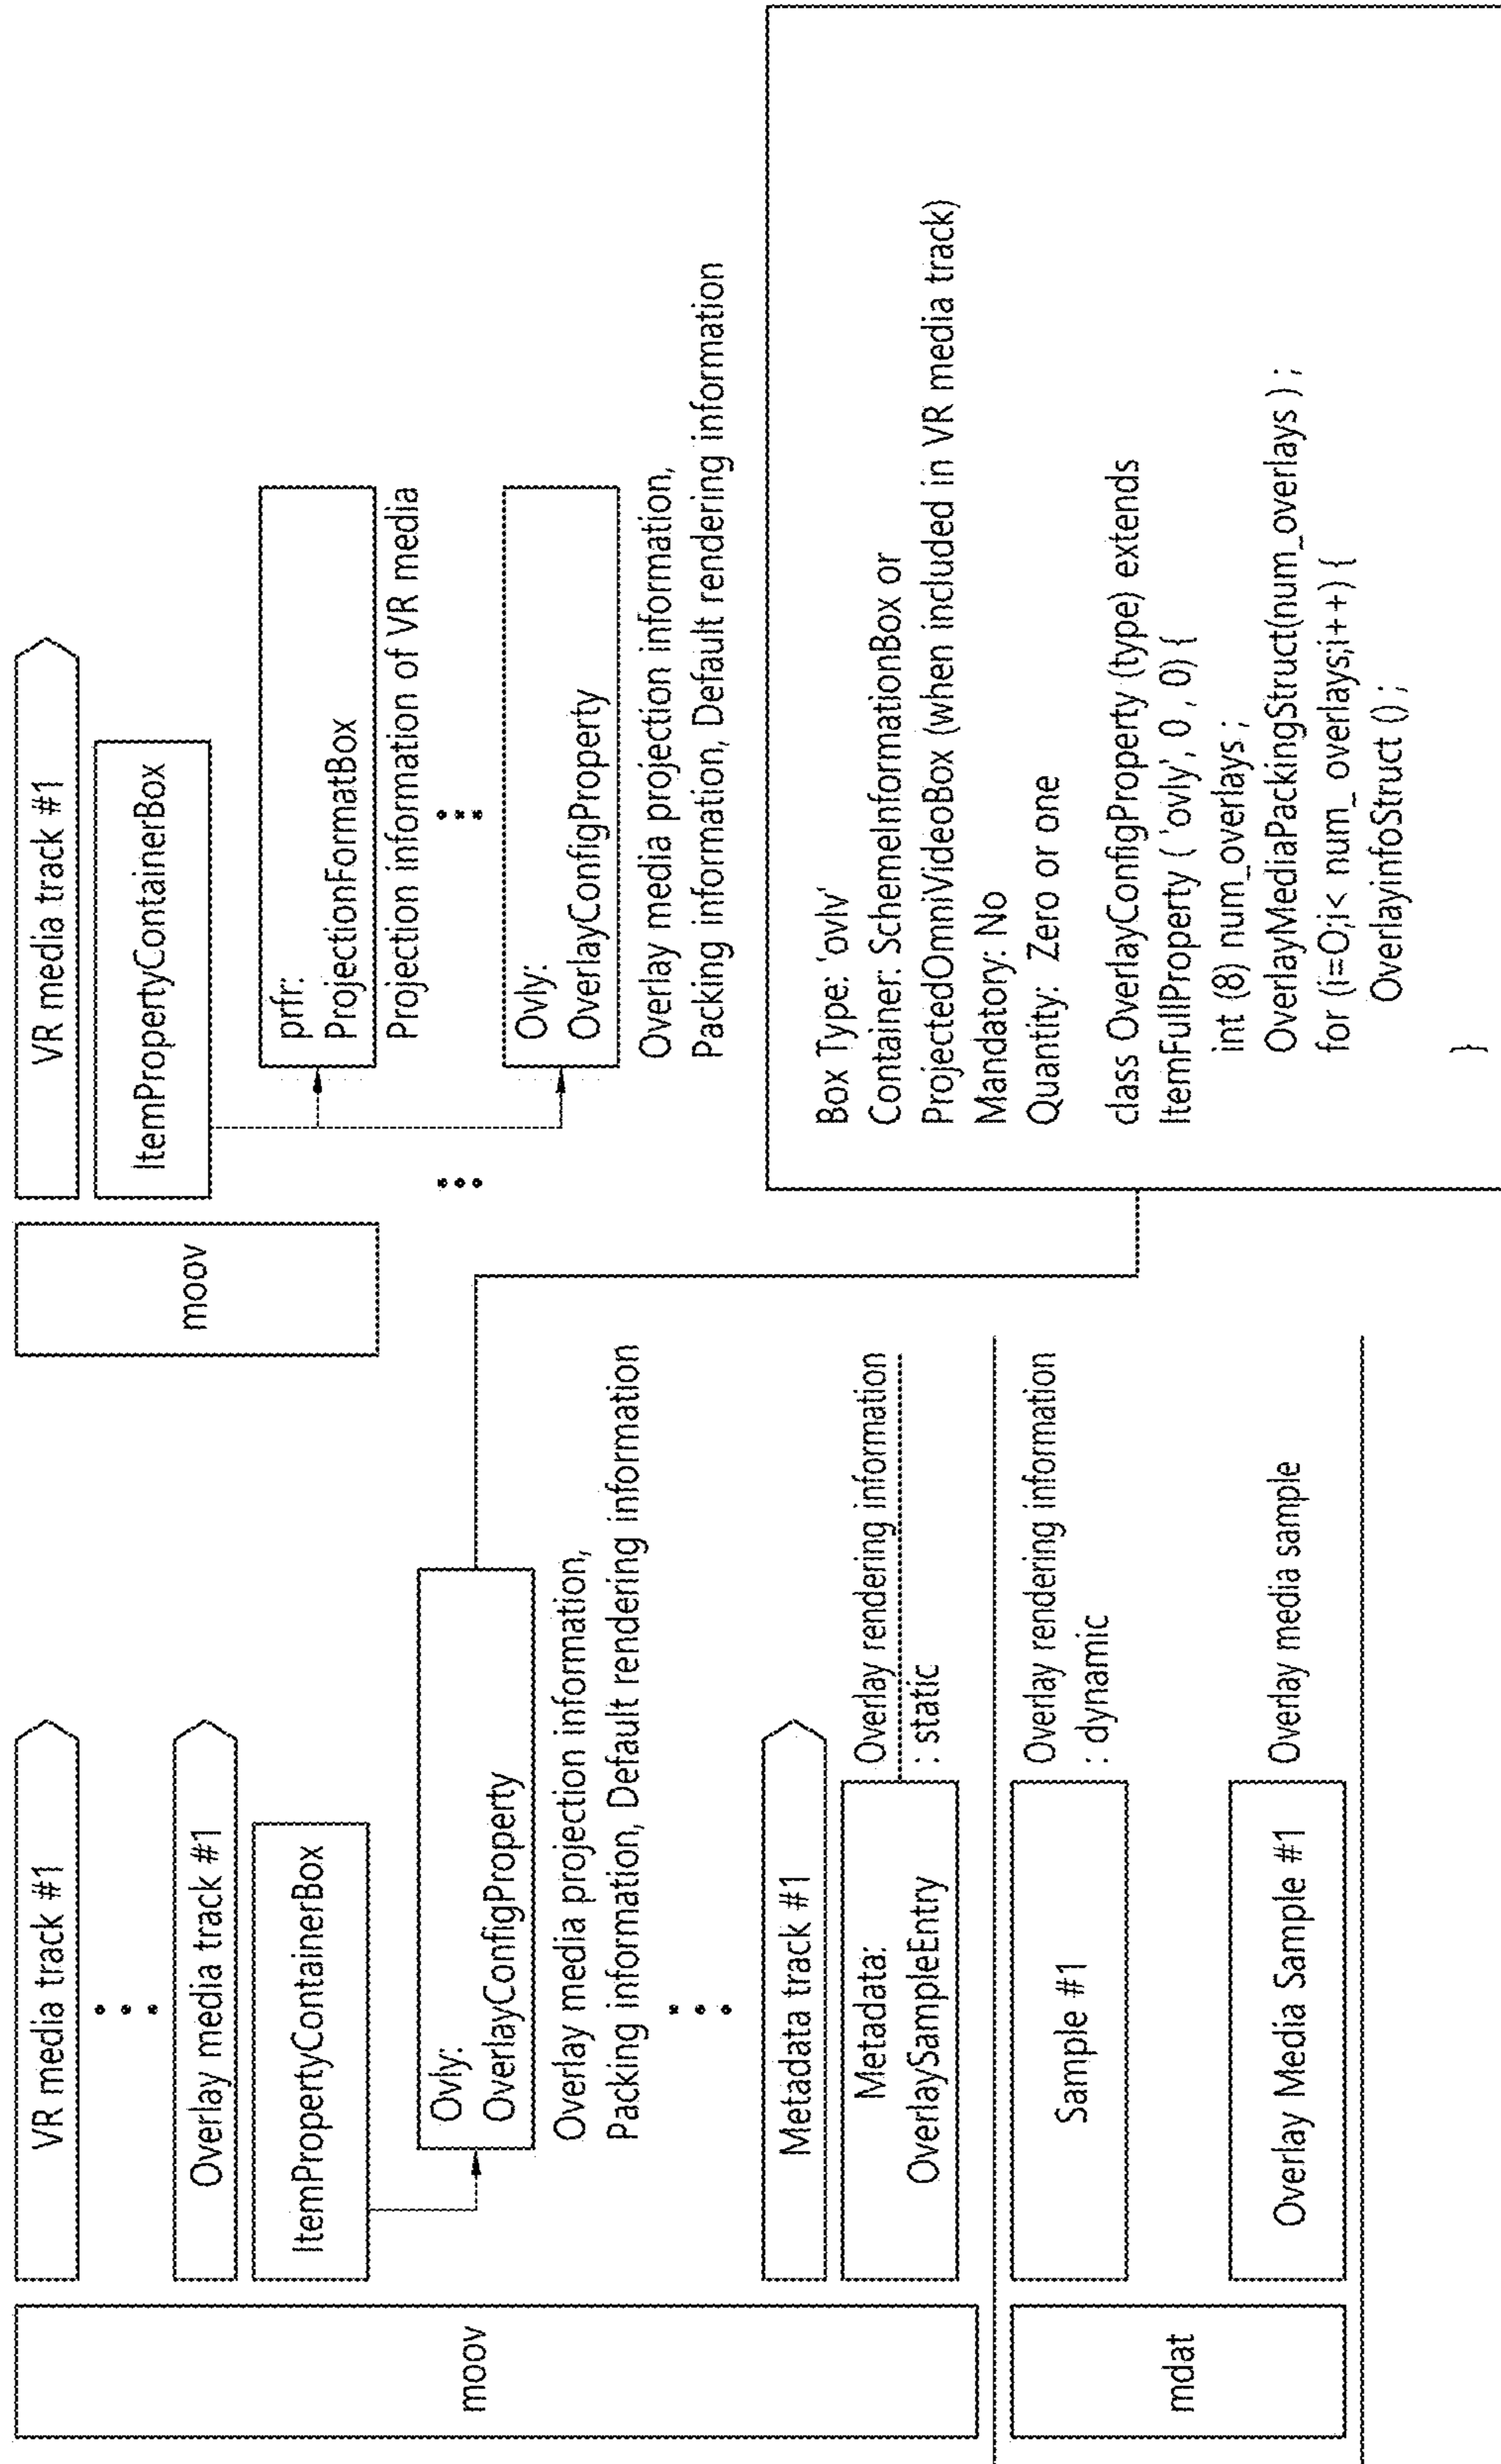 moov
VR media track #1
Overlay media track #1
ItemPropertyContainerBox
Ovly:
OverlayConfigProperty
Overlay media projection information,
Packing information, Default rendering information
Metadata track #1
Metadata:
OverlaySampleEntry
Overlay rendering information
: static
mdat
Sample #1
Overlay rendering information
: dynamic
Overlay Media Sample #1
Overlay media sample
moov
VR media track #1
ItemPropertyContainerBox
prfr:
ProjectionFormatBox
Projection information of VR media
Ovly:
OverlayConfigProperty
Overlay media projection information,
Packing information, Default rendering information
Box Type: 'ovlv'
Container: SchemeInformationBox or
ProjectedOmniVideoBox (when included in VR media track)
Mandatory: No
Quantity: Zero or one
class OverlayConfigProperty (type) extends
ItemFullProperty ( 'ovly', 0 , 0) {
int (8) num_overlays ;
OverlayMediaPackingStruct(num_overlays ) ;
for (i=O;i< num_ overlays;i++) {
OverlayinfoStruct () ;
}